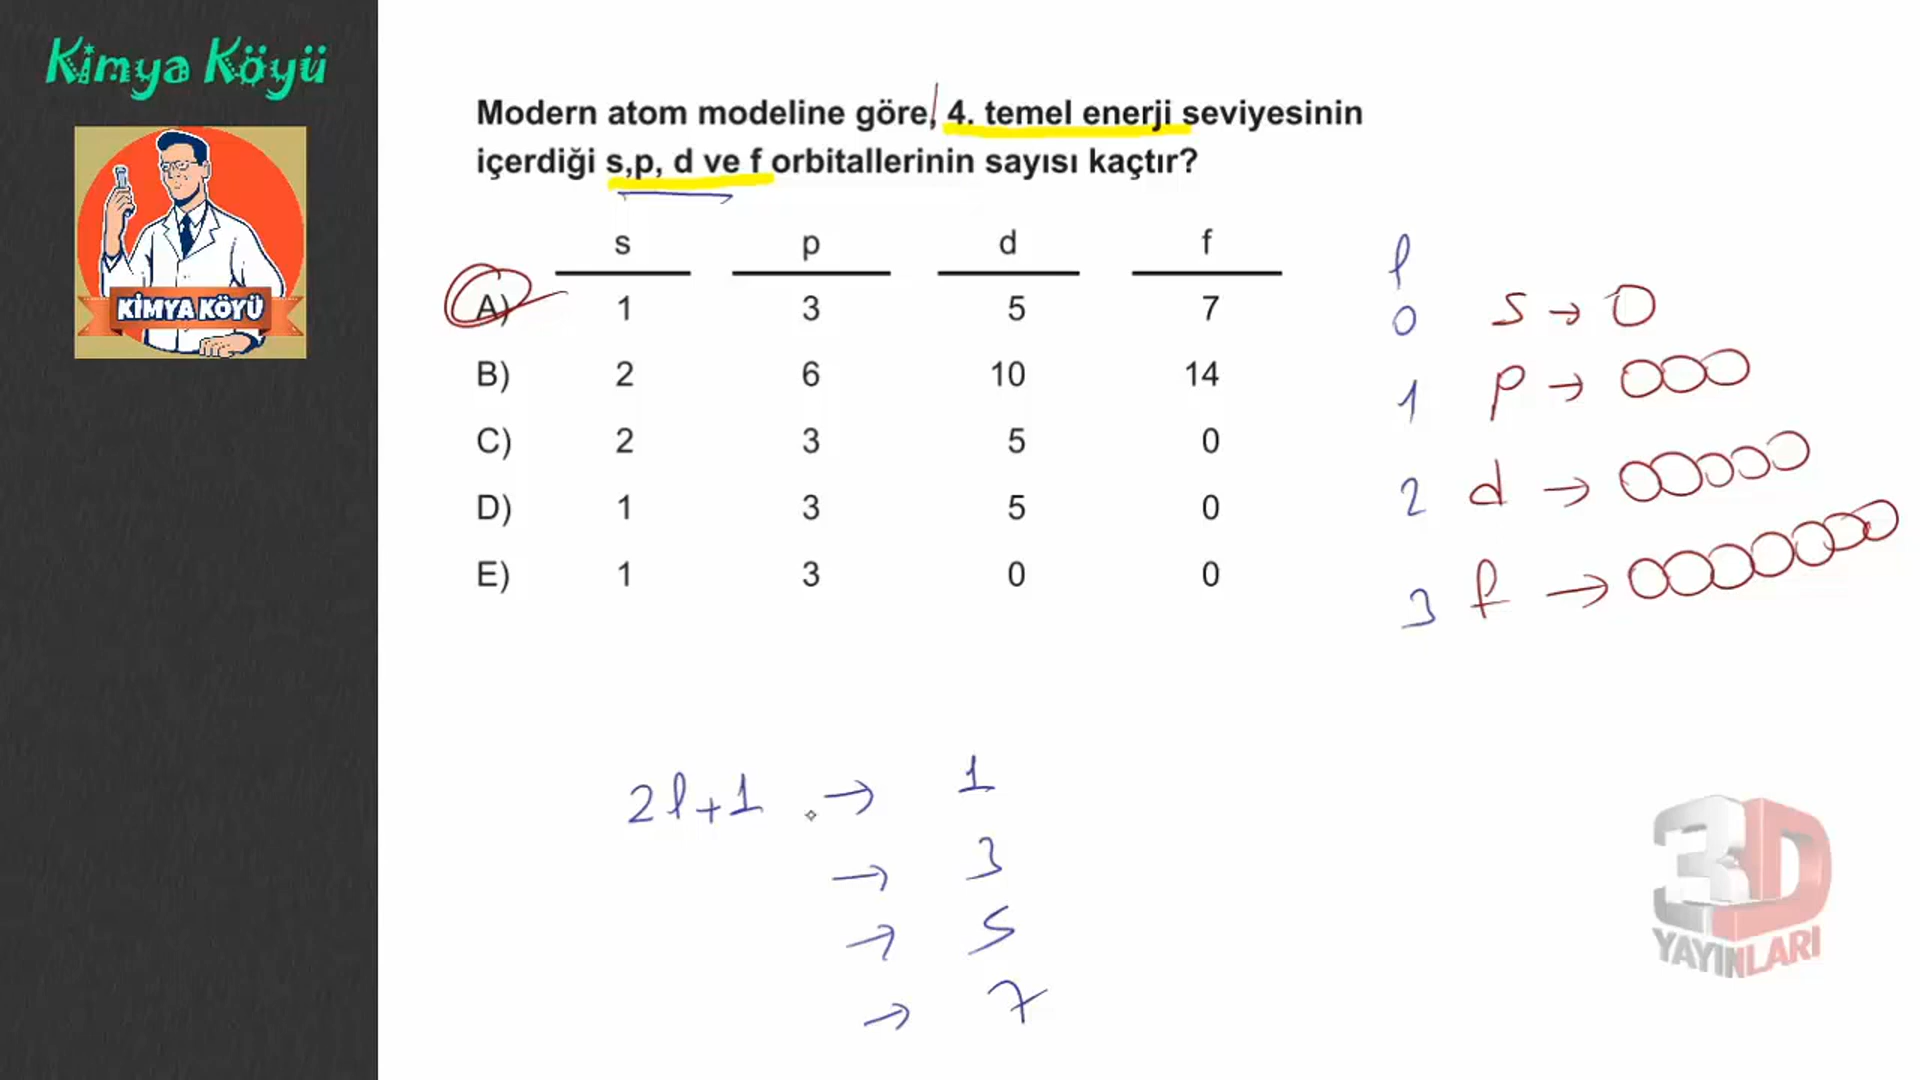 Kimya Köyü
KİMYA KÖYÜ
Modern atom modeline göre, 4. temel enerji seviyesinin
içerdiği s,p, d ve f orbitallerinin sayısı kaçtır?
s p d f
A) 1 3 5 7
B) 2 6 10 14
C) 2 3 5 0
D) 1 3 5 0
E) 1 3 0 0
l
0 s →
1 p →
2 d →
3 f →
2l+1 → 1
→ 3
→ 5
→ 7
3D
YAYINLARI